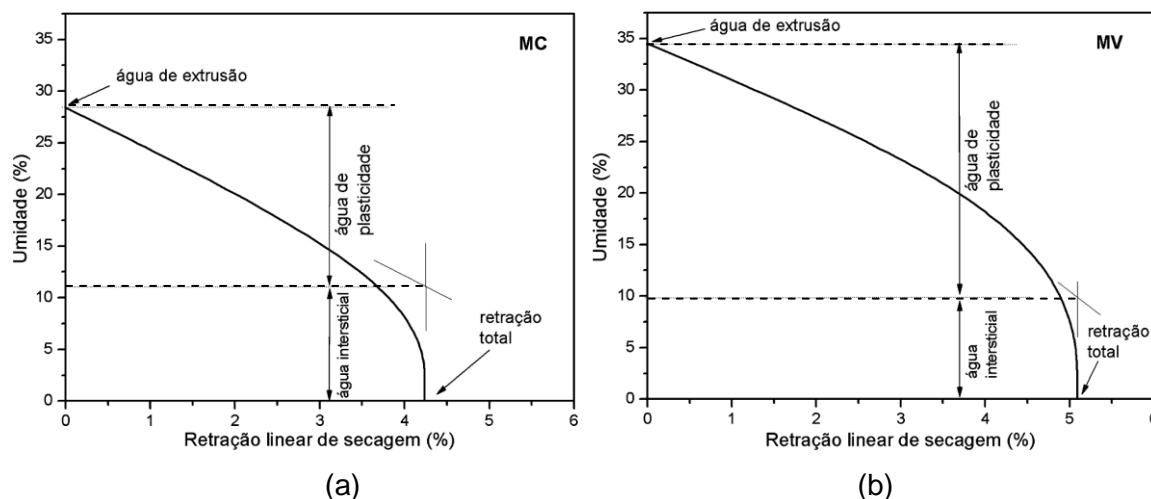 MC
água de extrusão
água de
plasticidade
água intersticial
retração
total
Umidade (%)
35
30
25
20
15
10
5
0
0 1 2 3 4 5 6
Retração linear de secagem (%)
(a)
MV
água de extrusão
água de
plasticidade
água
intersticial
retração
total
Umidade (%)
35
30
25
20
15
10
5
0
0 1 2 3 4 5 6
Retração linear de secagem (%)
(b)